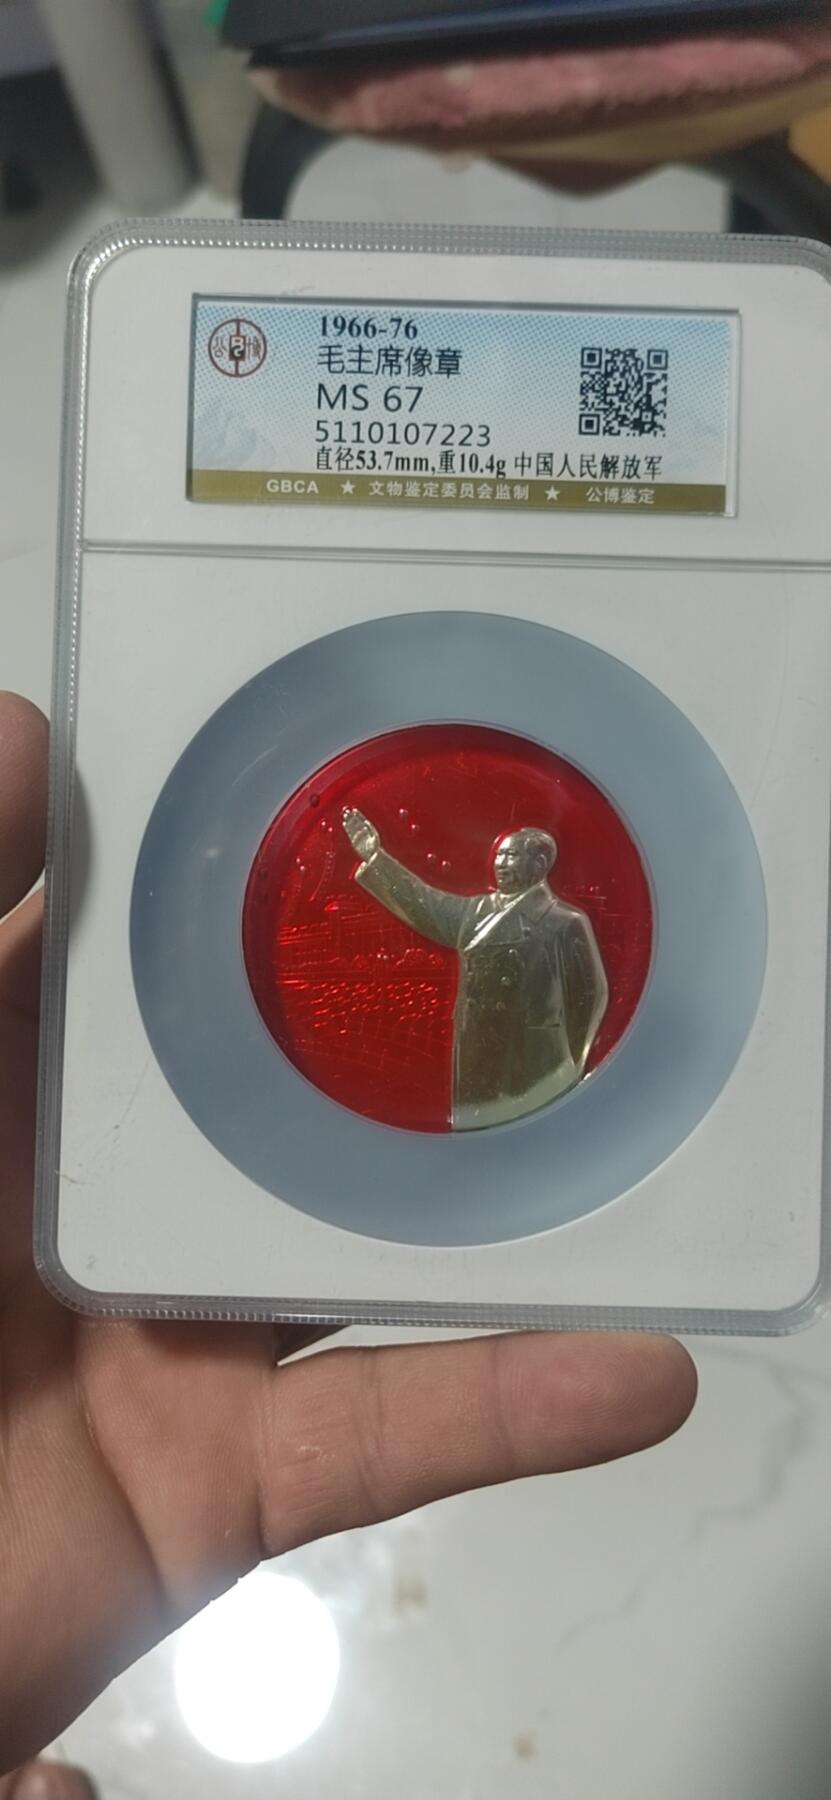 1966-76
毛主席像章
MS 67
5110107223
直径53.7mm,重10.4g 中国人民解放军
GBCA ★ 文物鉴定委员会监制 ★ 公博鉴定